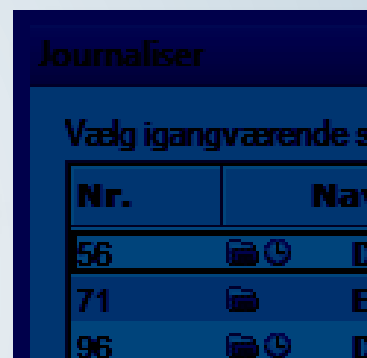 Journaliser
Vælg igangværende s
Nr. Nav
56 D
71 E
96 D